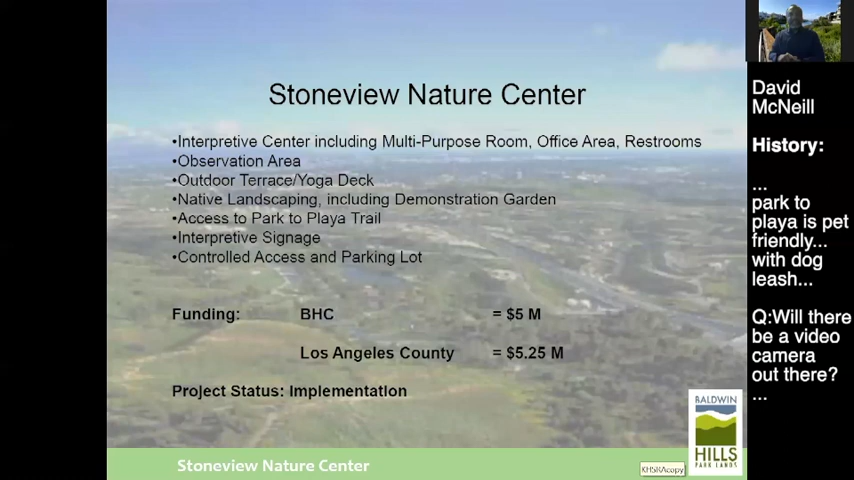 Stoneview Nature Center
•Interpretive Center including Multi-Purpose Room, Office Area, Restrooms
•Observation Area
•Outdoor Terrace/Yoga Deck
•Native Landscaping, including Demonstration Garden
•Access to Park to Playa Trail
•Interpretive Signage
•Controlled Access and Parking Lot
Funding: BHC = $5 M
Los Angeles County = $5.25 M
Project Status: Implementation
Stoneview Nature Center
KHSRAcopy
BALDWIN
HILLS
PARK LANDS
David
McNeill
History:
...
park to
playa is pet
friendly...
with dog
leash...
Q:Will there
be a video
camera
out there?
...